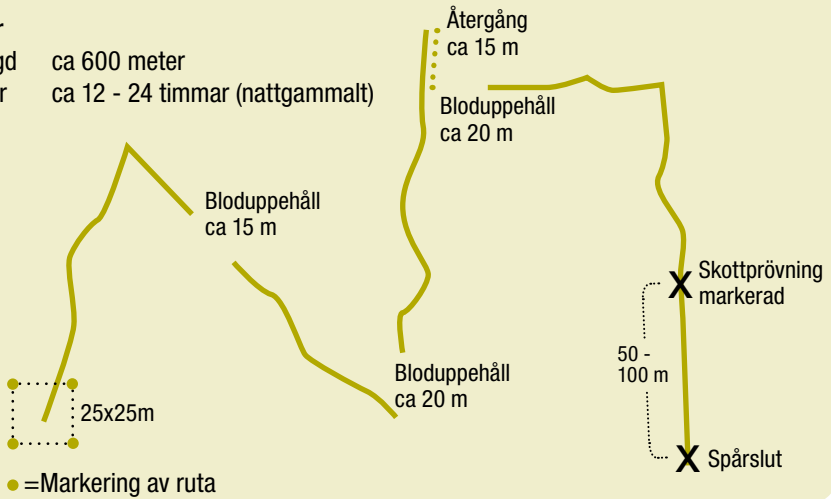 gd ca 600 meter
r ca 12 - 24 timmar (nattgammalt)
Återgång
ca 15 m
Bloduppehåll
ca 20 m
Bloduppehåll
ca 15 m
Skottprövning
markerad
50 -
100 m
Bloduppehåll
ca 20 m
25x25m
X Spårslut
=Markering av ruta